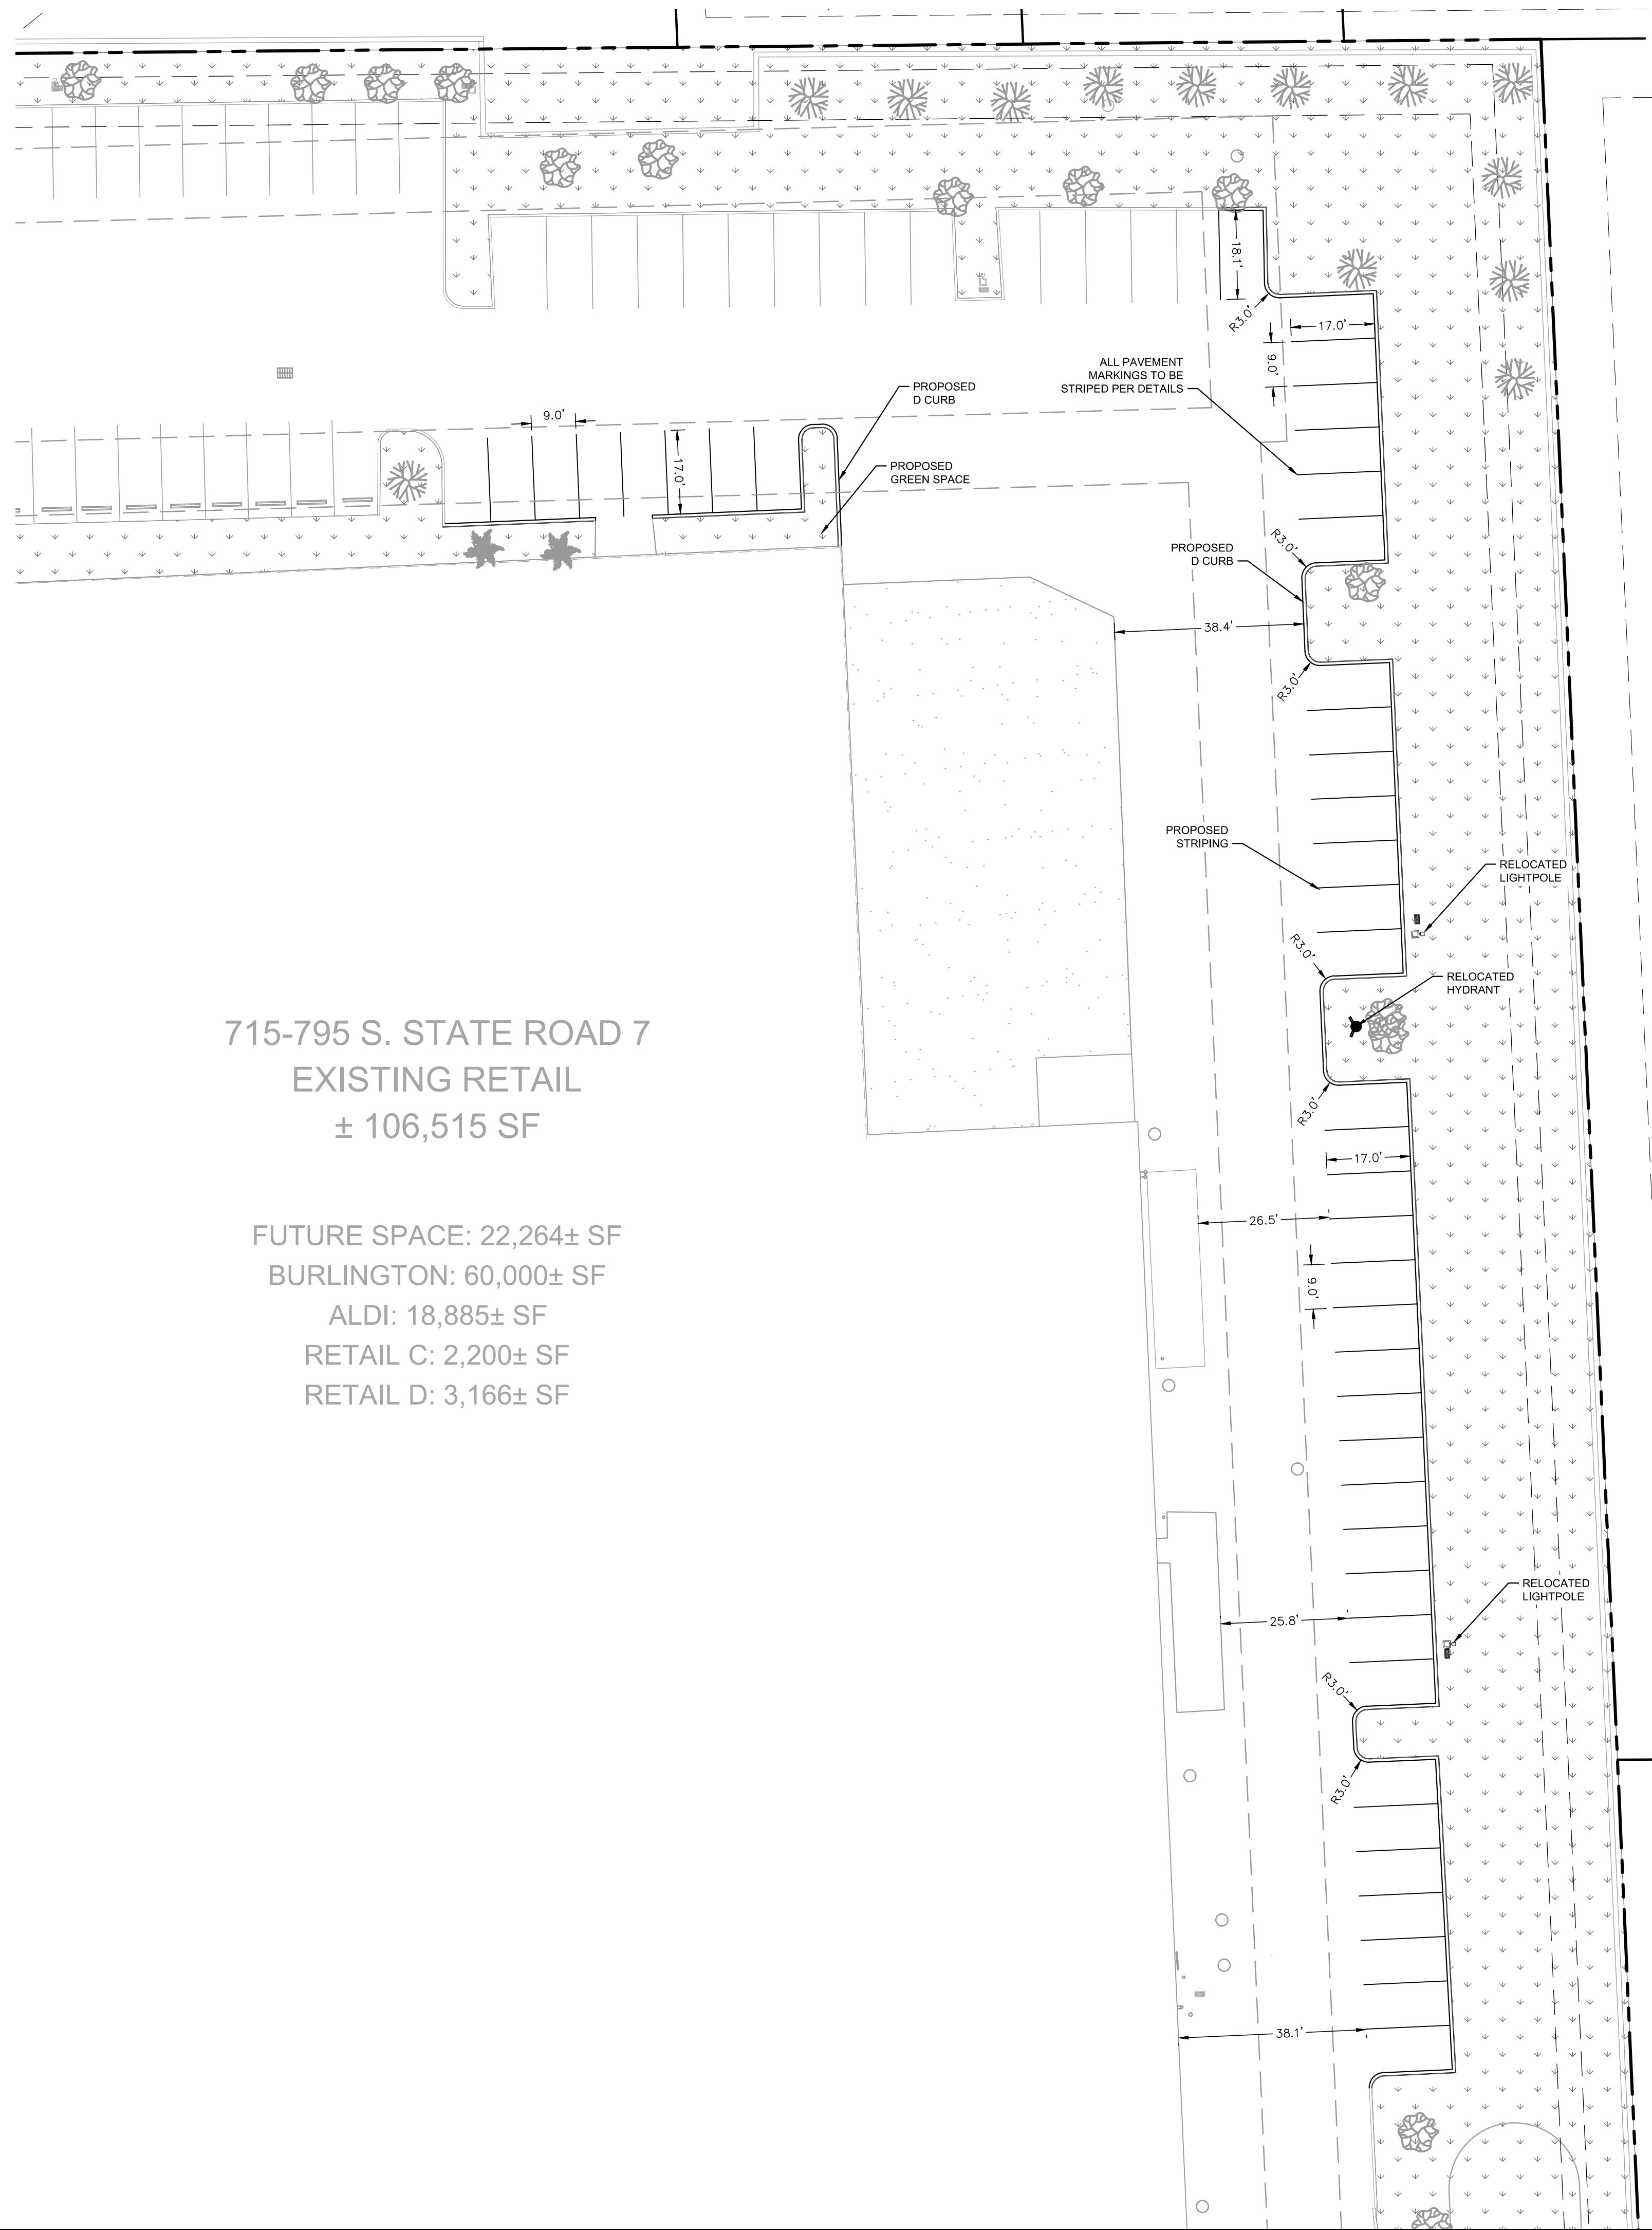 18.1'
R3.0'
17.0'
9.0'
ALL PAVEMENT
MARKINGS TO BE
STRIPED PER DETAILS
PROPOSED
D CURB
9.0'
17.0'
PROPOSED
GREEN SPACE
R3.0'
PROPOSED
D CURB
38.4'
R3.0'
PROPOSED
STRIPING
RELOCATED
LIGHTPOLE
R3.0'
RELOCATED
HYDRANT
715-795 S. STATE ROAD 7
EXISTING RETAIL
± 106,515 SF
R3.0'
17.0'
26.5'
FUTURE SPACE: 22,264± SF
BURLINGTON: 60,000± SF
ALDI: 18,885± SF
RETAIL C: 2,200± SF
RETAIL D: 3,166± SF
9.0'
RELOCATED
LIGHTPOLE
25.8'
R3.0'
R3.0'
38.1'